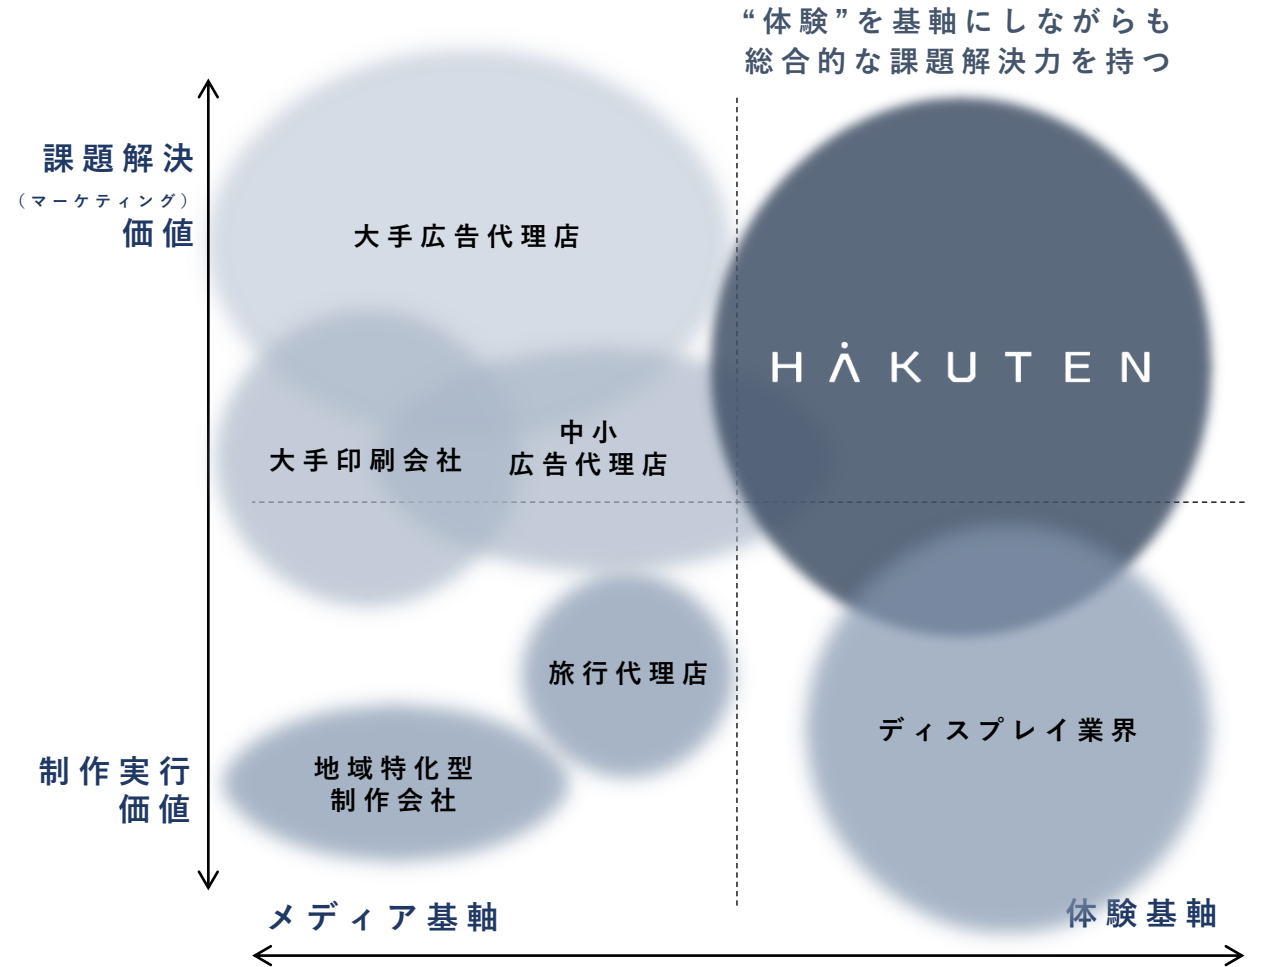 “体験”を基軸にしながらも
総合的な課題解決力を持つ
課題解決
（マーケティング）
価値
大手広告代理店
HAKUTEN
中小
広告代理店
大手印刷会社
旅行代理店
ディスプレイ業界
地域特化型
制作会社
制作実行
価値
メディア基軸
体験基軸